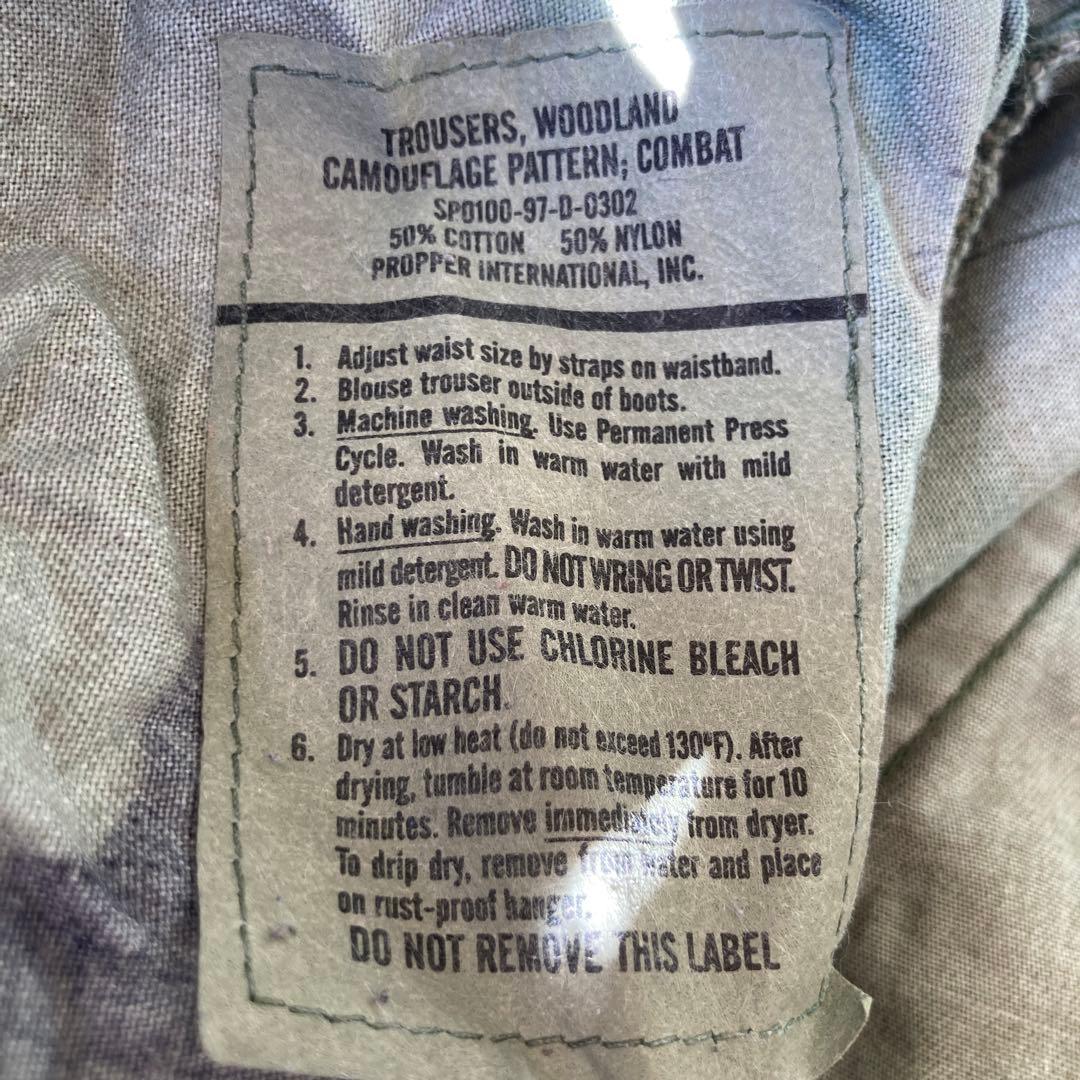 TROUSERS, WOODLAND
CAMOUFLAGE PATTERN; COMBAT
SPO100-97-D-0302
50% COTTON 50% NYLON
PROPPER INTERNATIONAL, INC.
1. Adjust waist size by straps on waistband.
2. Blouse trouser outside of boots.
3. Machine washing. Use Permanent Press
Cycle. Wash in warm water with mild
detergent.
4. Hand washing. Wash in warm water using
mild detergent. DO NOT WRING OR TWIST.
Rinse in clean warm water.
5. DO NOT USE CHLORINE BLEACH
OR STARCH.
6. Dry at low heat (do not exceed 130°F). After
drying, tumble at room temperature for 10
minutes. Remove immediately from dryer.
To drip dry, remove from water and place
on rust-proof hanger.
DO NOT REMOVE THIS LABEL